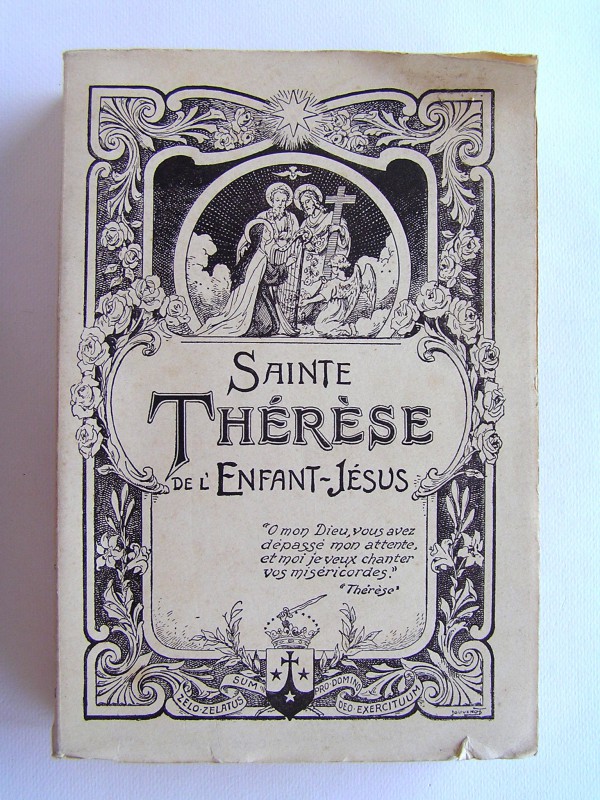 SAINTE
THÉRÈSE
DE L'ENFANT-JÉSUS
"O mon Dieu, vous avez
dépassé mon attente,
et moi je veux chanter
vos miséricordes."
"Thérèse"
ZELO·ZELATUS SUM PRO·DOMINO DEO·EXERCITUUM